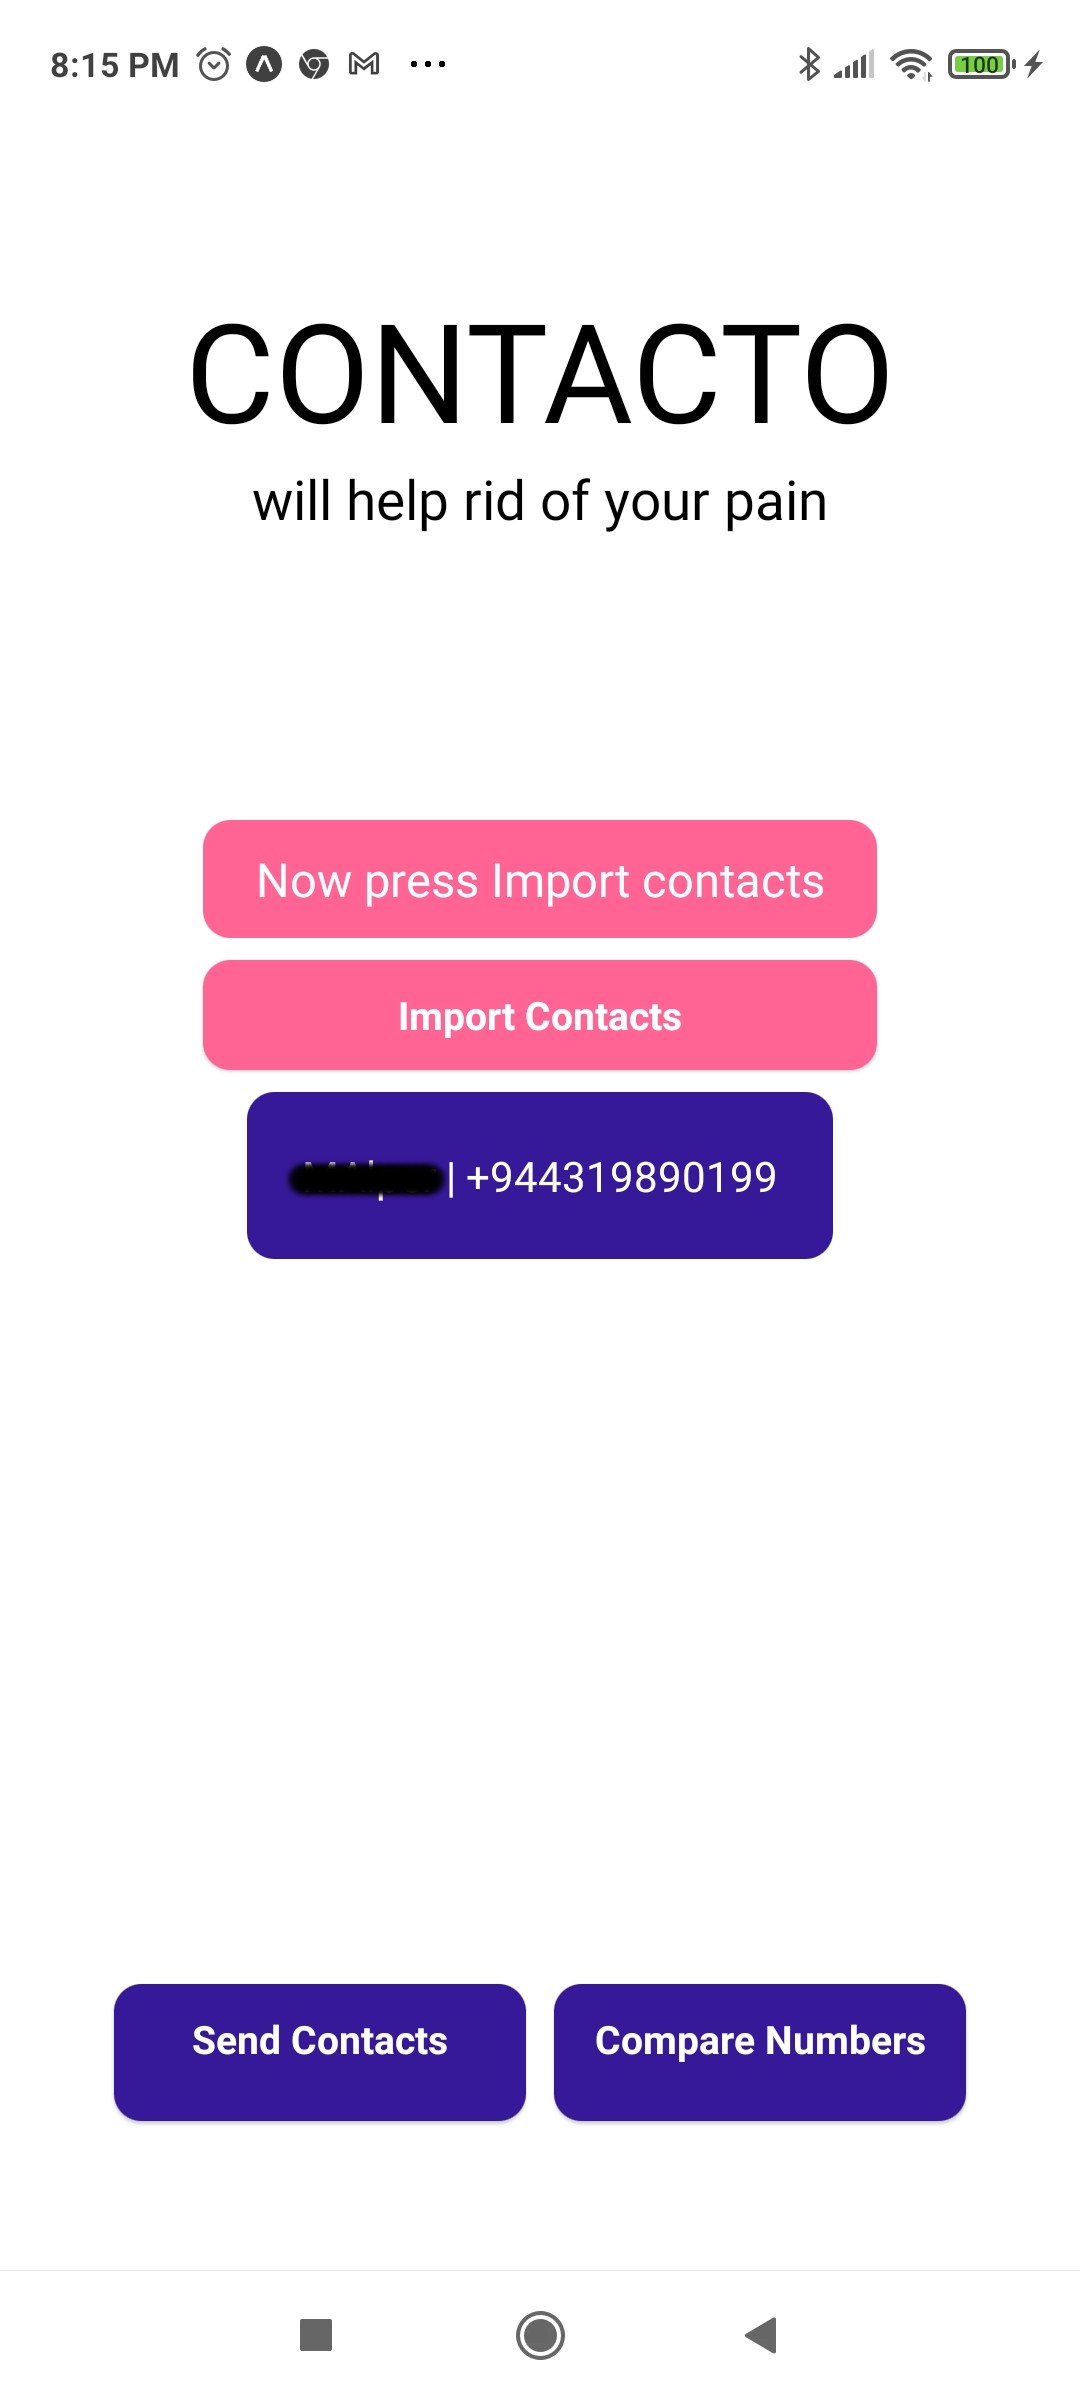 8:15 PM
100
CONTACTO
will help rid of your pain
Now press Import contacts
Import Contacts
| +944319890199
Send Contacts
Compare Numbers